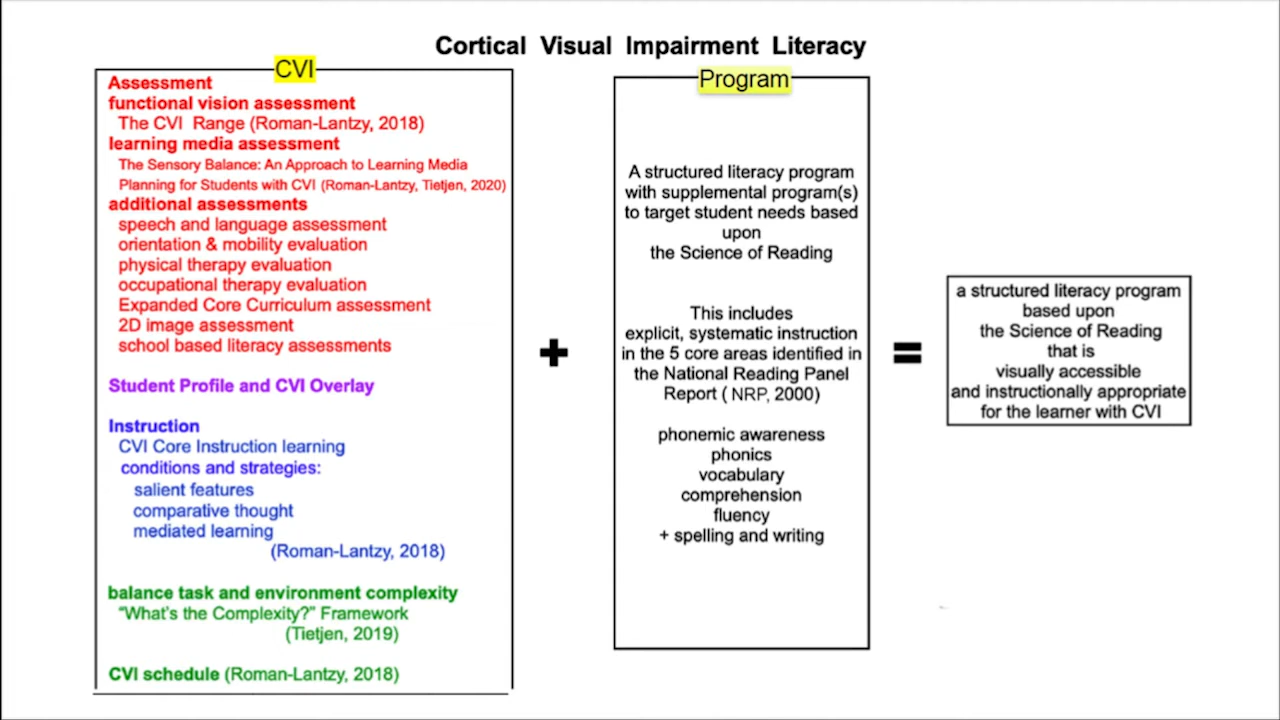 Cortical Visual Impairment Literacy
CVI
Assessment
functional vision assessment
The CVI Range (Roman-Lantzy, 2018)
learning media assessment
The Sensory Balance: An Approach to Learning Media
Planning for Students with CVI (Roman-Lantzy, Tietjen, 2020)
additional assessments
speech and language assessment
orientation & mobility evaluation
physical therapy evaluation
occupational therapy evaluation
Expanded Core Curriculum assessment
2D image assessment
school based literacy assessments
Student Profile and CVI Overlay
Instruction
CVI Core Instruction learning
conditions and strategies:
salient features
comparative thought
mediated learning
(Roman-Lantzy, 2018)
balance task and environment complexity
“What’s the Complexity?” Framework
(Tietjen, 2019)
CVI schedule (Roman-Lantzy, 2018)
+
Program
A structured literacy program
with supplemental program(s)
to target student needs based
upon
the Science of Reading
This includes
explicit, systematic instruction
in the 5 core areas identified in
the National Reading Panel
Report ( NRP, 2000)
phonemic awareness
phonics
vocabulary
comprehension
fluency
+ spelling and writing
=
a structured literacy program
based upon
the Science of Reading
that is
visually accessible
and instructionally appropriate
for the learner with CVI